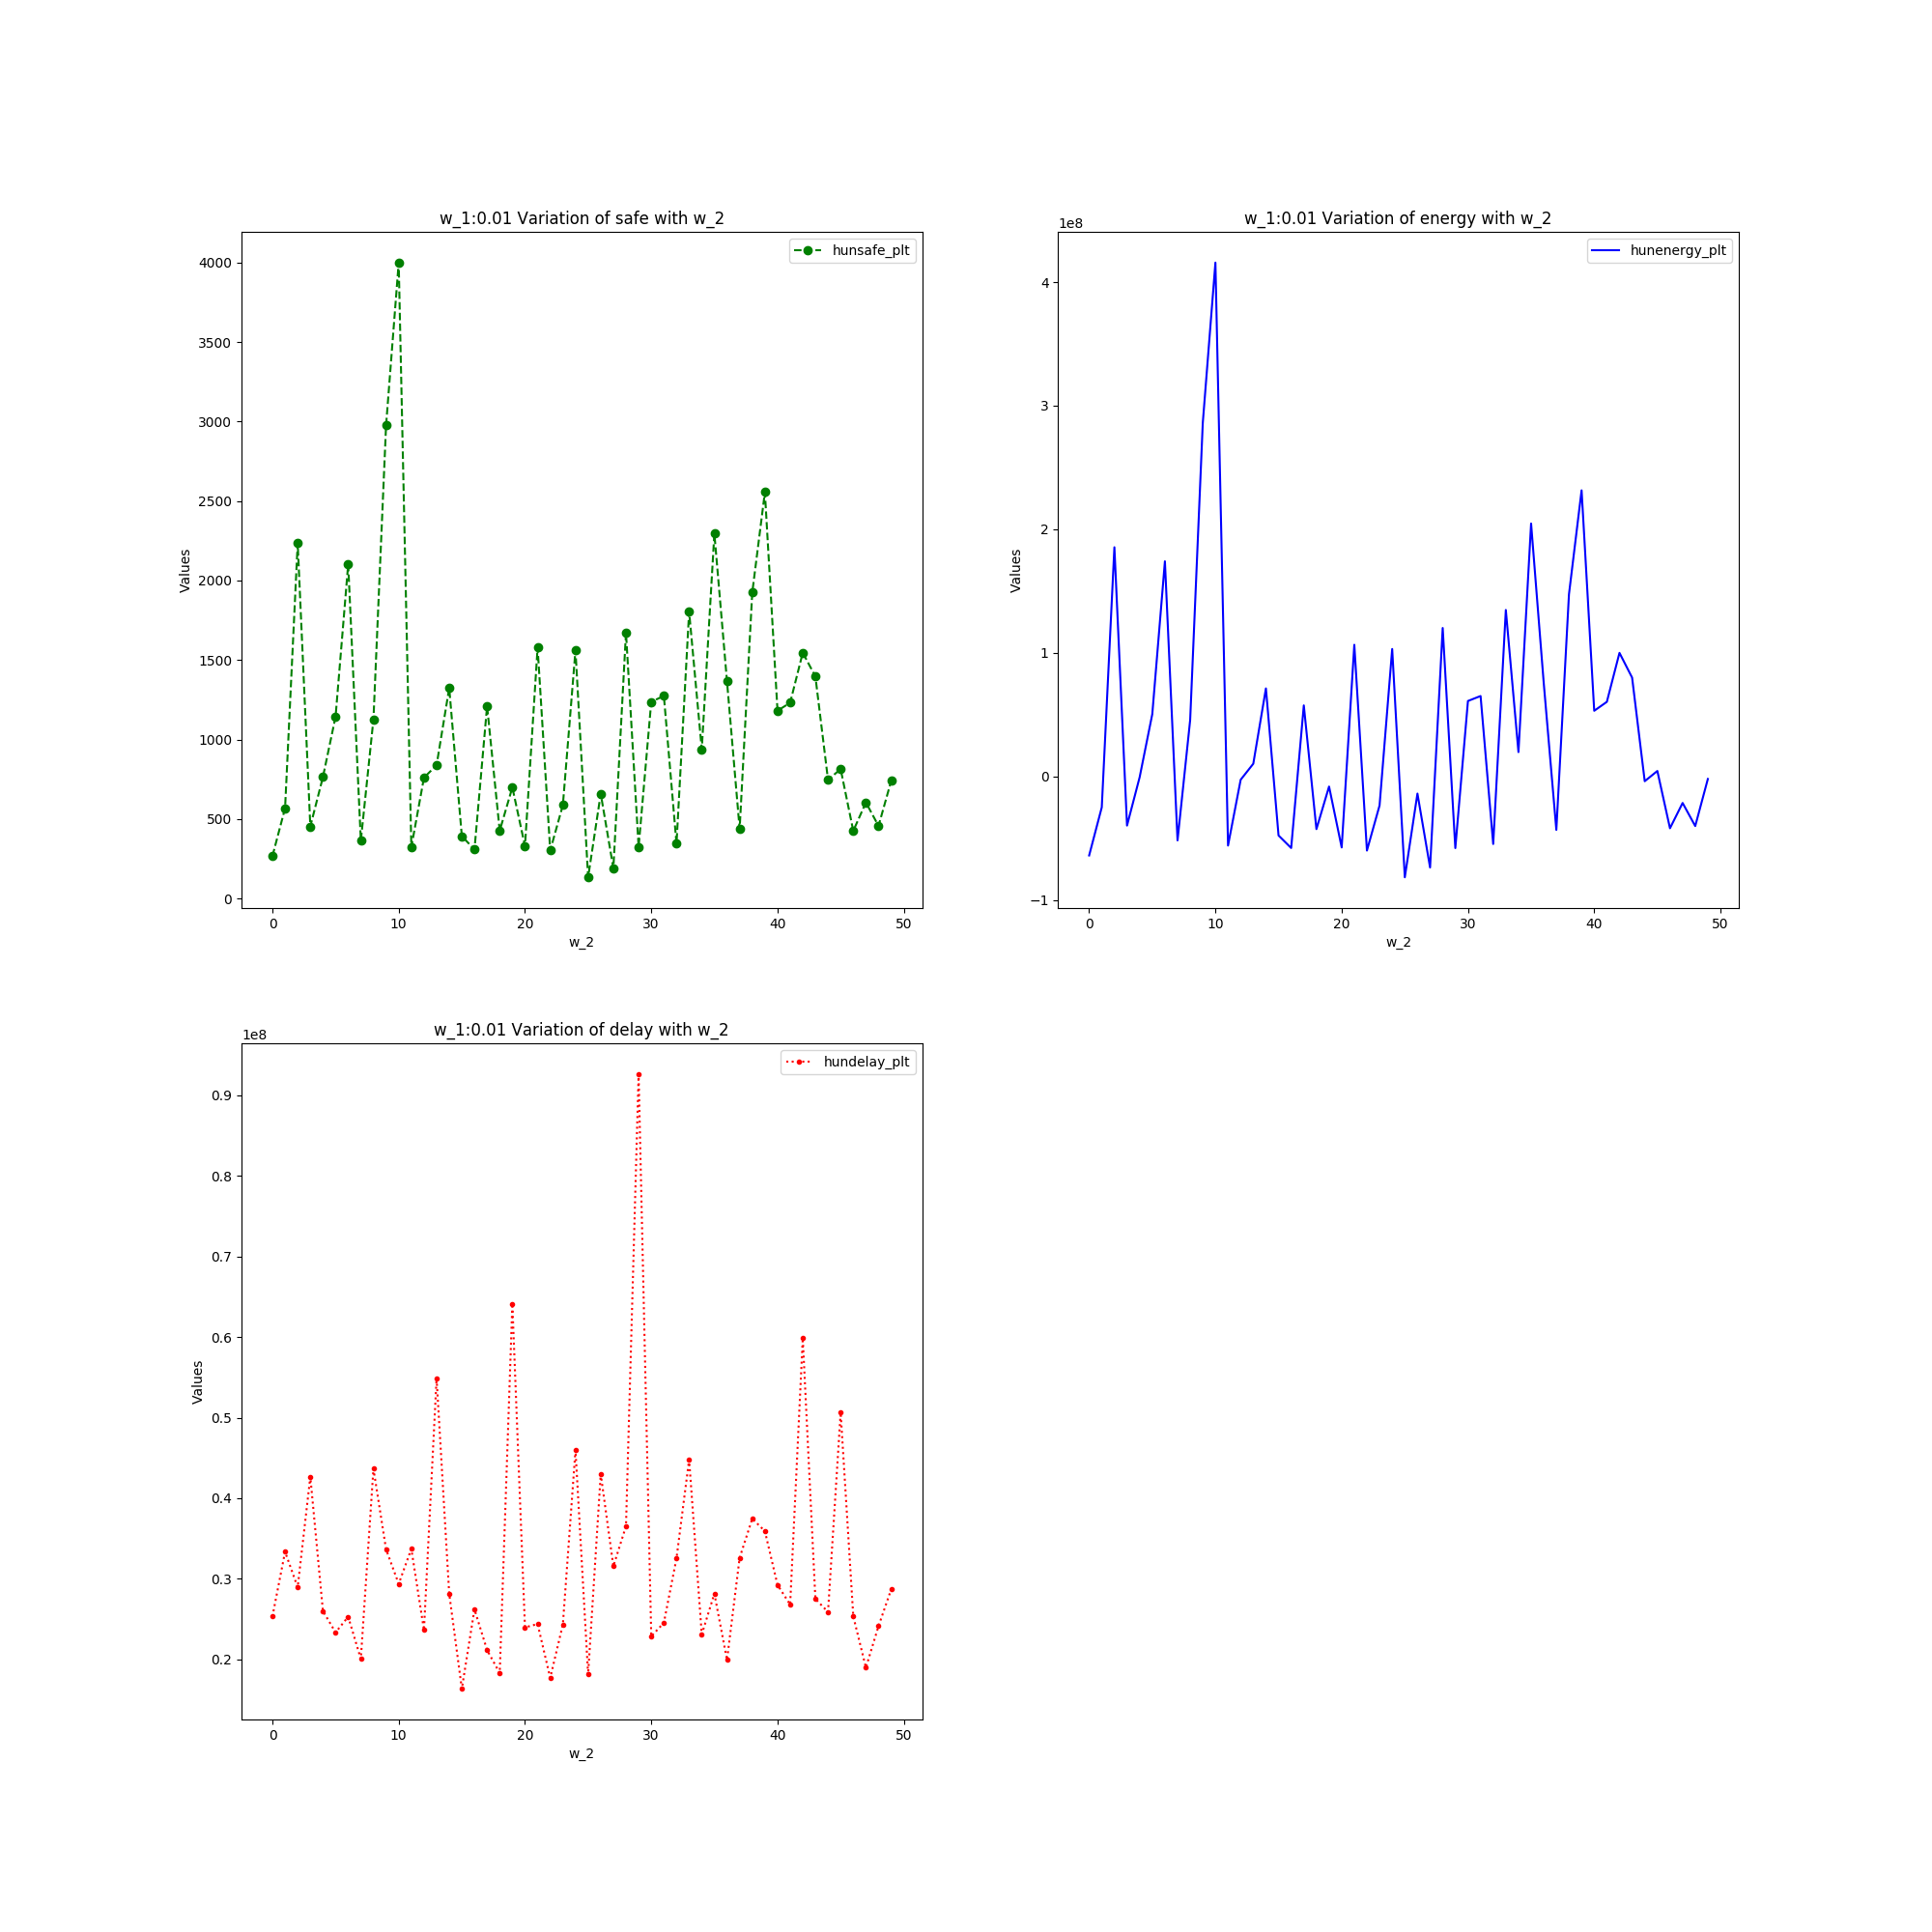 w_1:0.01 Variation of safe with w_2
hunsafe_plt
4000
3500
3000
2500
2000
1500
1000
500
0
Values
0 10 20 30 40 50
w_2
w_1:0.01 Variation of energy with w_2
1e8
hunenergy_plt
4
3
2
1
0
−1
Values
0 10 20 30 40 50
w_2
w_1:0.01 Variation of delay with w_2
1e8
hundelay_plt
0.9
0.8
0.7
0.6
0.5
0.4
0.3
0.2
Values
0 10 20 30 40 50
w_2